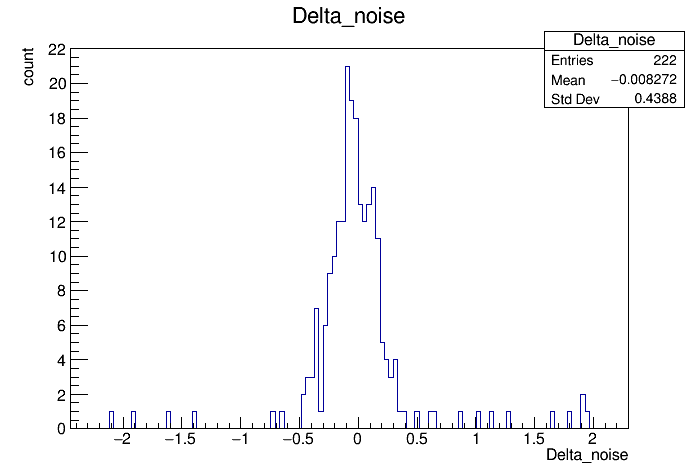 Delta_noise
Delta_noise
Entries 222
Mean −0.008272
Std Dev 0.4388
count
22
20
18
16
14
12
10
8
6
4
2
0
−2 −1.5 −1 −0.5 0 0.5 1 1.5 2
Delta_noise